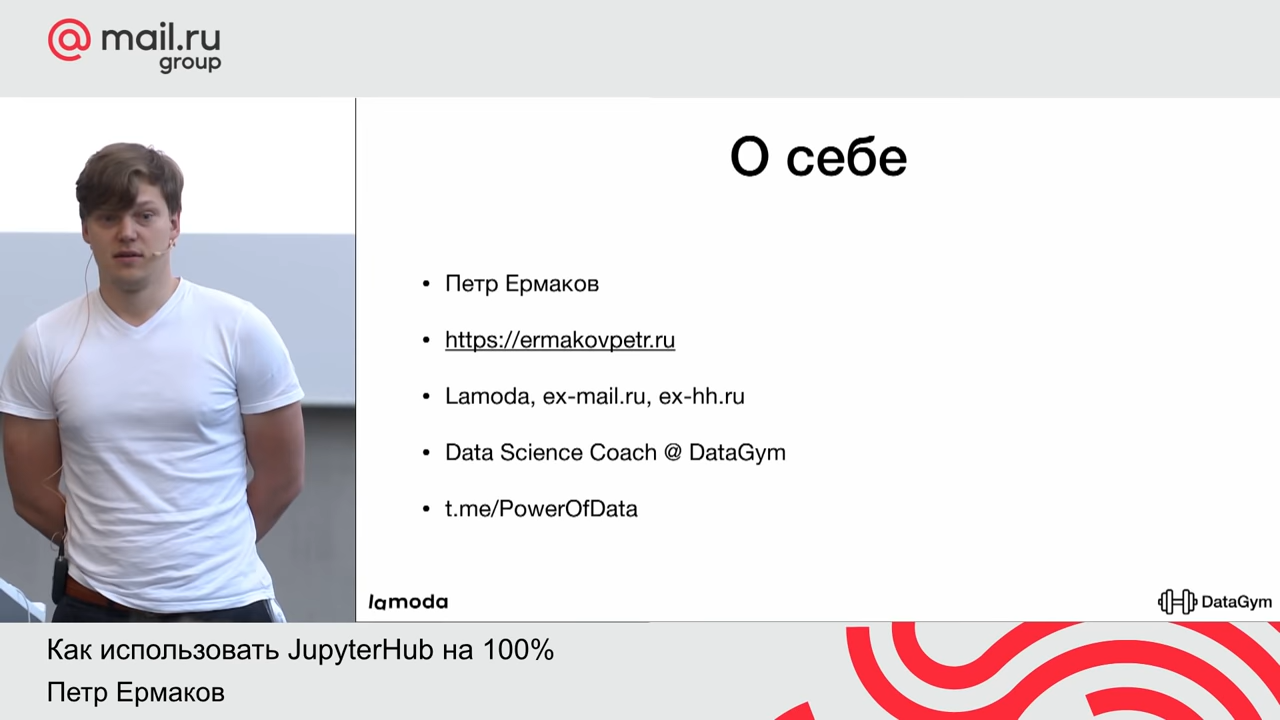 @ mail.ru
group
О себе
• Петр Ермаков
• https://ermakovpetr.ru
• Lamoda, ex-mail.ru, ex-hh.ru
• Data Science Coach @ DataGym
• t.me/PowerOfData
lamoda
DataGym
Как использовать JupyterHub на 100%
Петр Ермаков